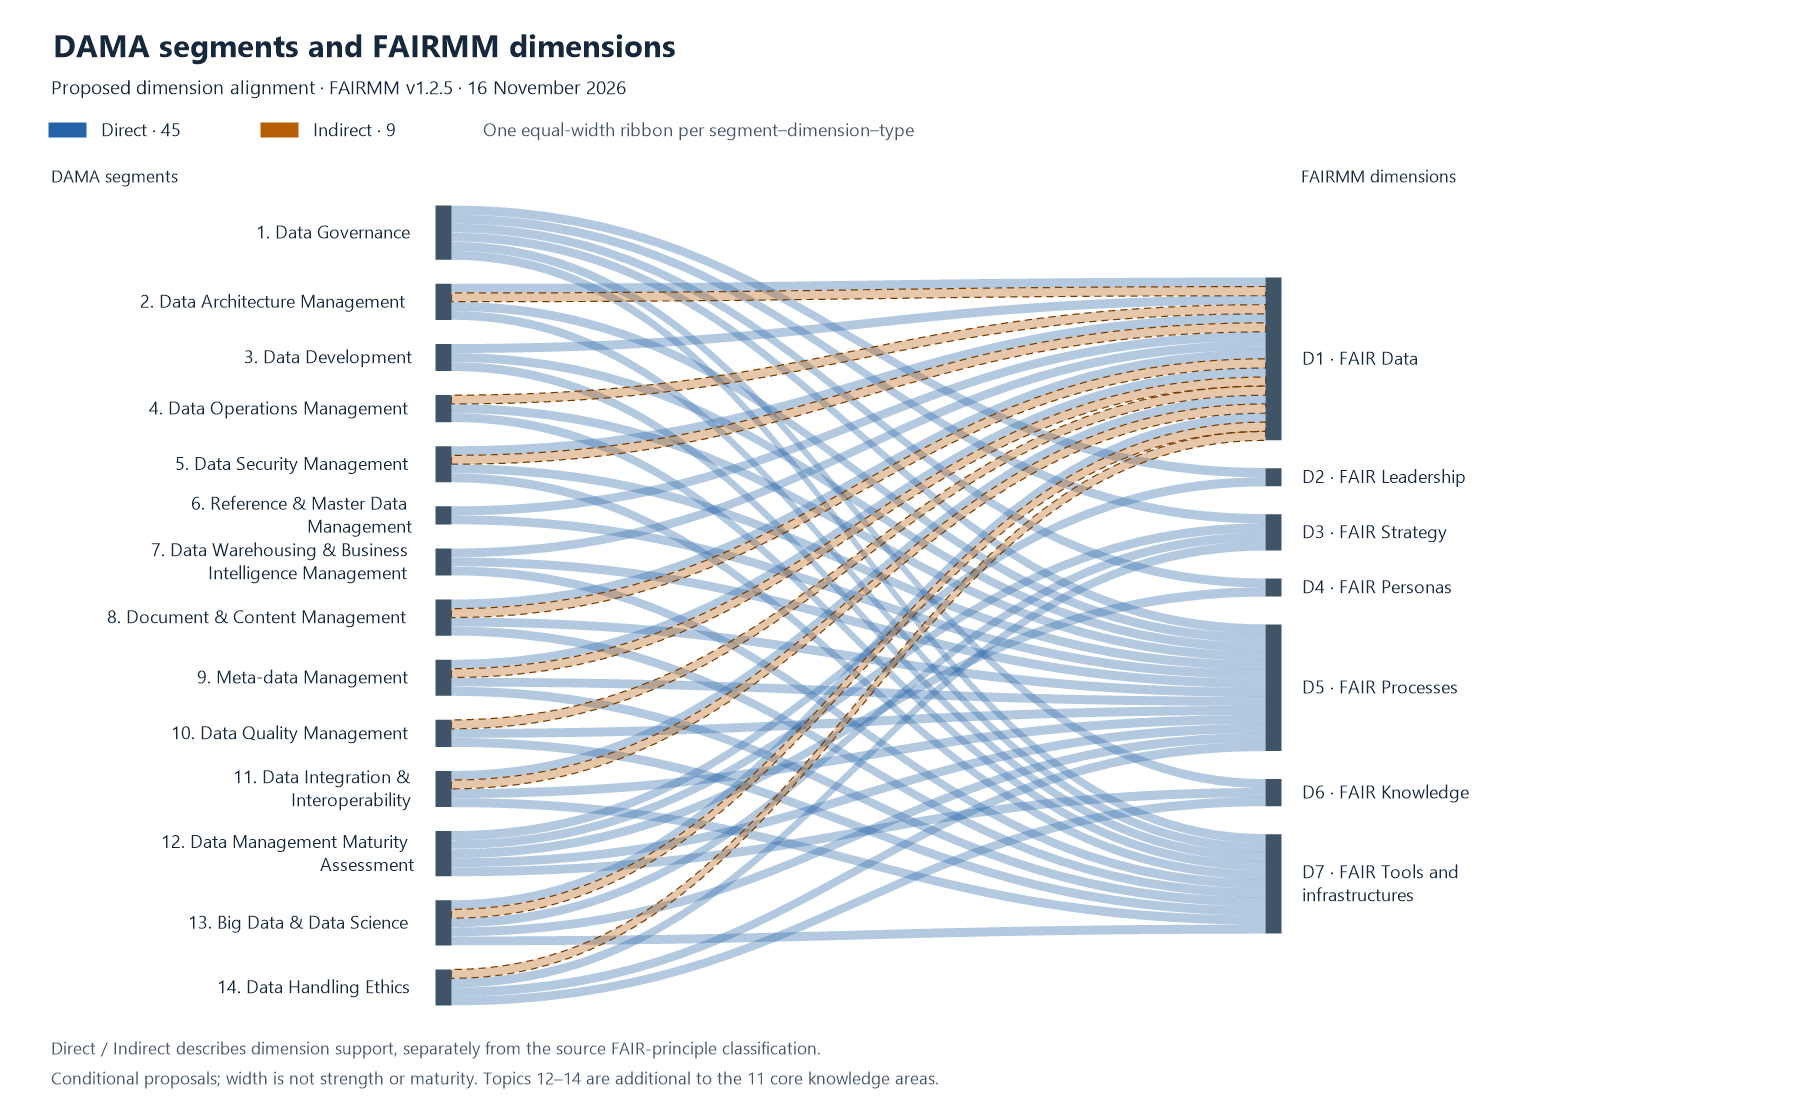 DAMA segments and FAIRMM dimensions
Proposed dimension alignment · FAIRMM v1.2.5 · 16 November 2026
Direct · 45
Indirect · 9
One equal-width ribbon per segment–dimension–type
DAMA segments
FAIRMM dimensions
1. Data Governance
2. Data Architecture Management
3. Data Development
4. Data Operations Management
5. Data Security Management
6. Reference & Master Data
Management
7. Data Warehousing & Business
Intelligence Management
8. Document & Content Management
9. Meta-data Management
10. Data Quality Management
11. Data Integration &
Interoperability
12. Data Management Maturity
Assessment
13. Big Data & Data Science
14. Data Handling Ethics
D1 · FAIR Data
D2 · FAIR Leadership
D3 · FAIR Strategy
D4 · FAIR Personas
D5 · FAIR Processes
D6 · FAIR Knowledge
D7 · FAIR Tools and
infrastructures
Direct / Indirect describes dimension support, separately from the source FAIR-principle classification.
Conditional proposals; width is not strength or maturity. Topics 12–14 are additional to the 11 core knowledge areas.